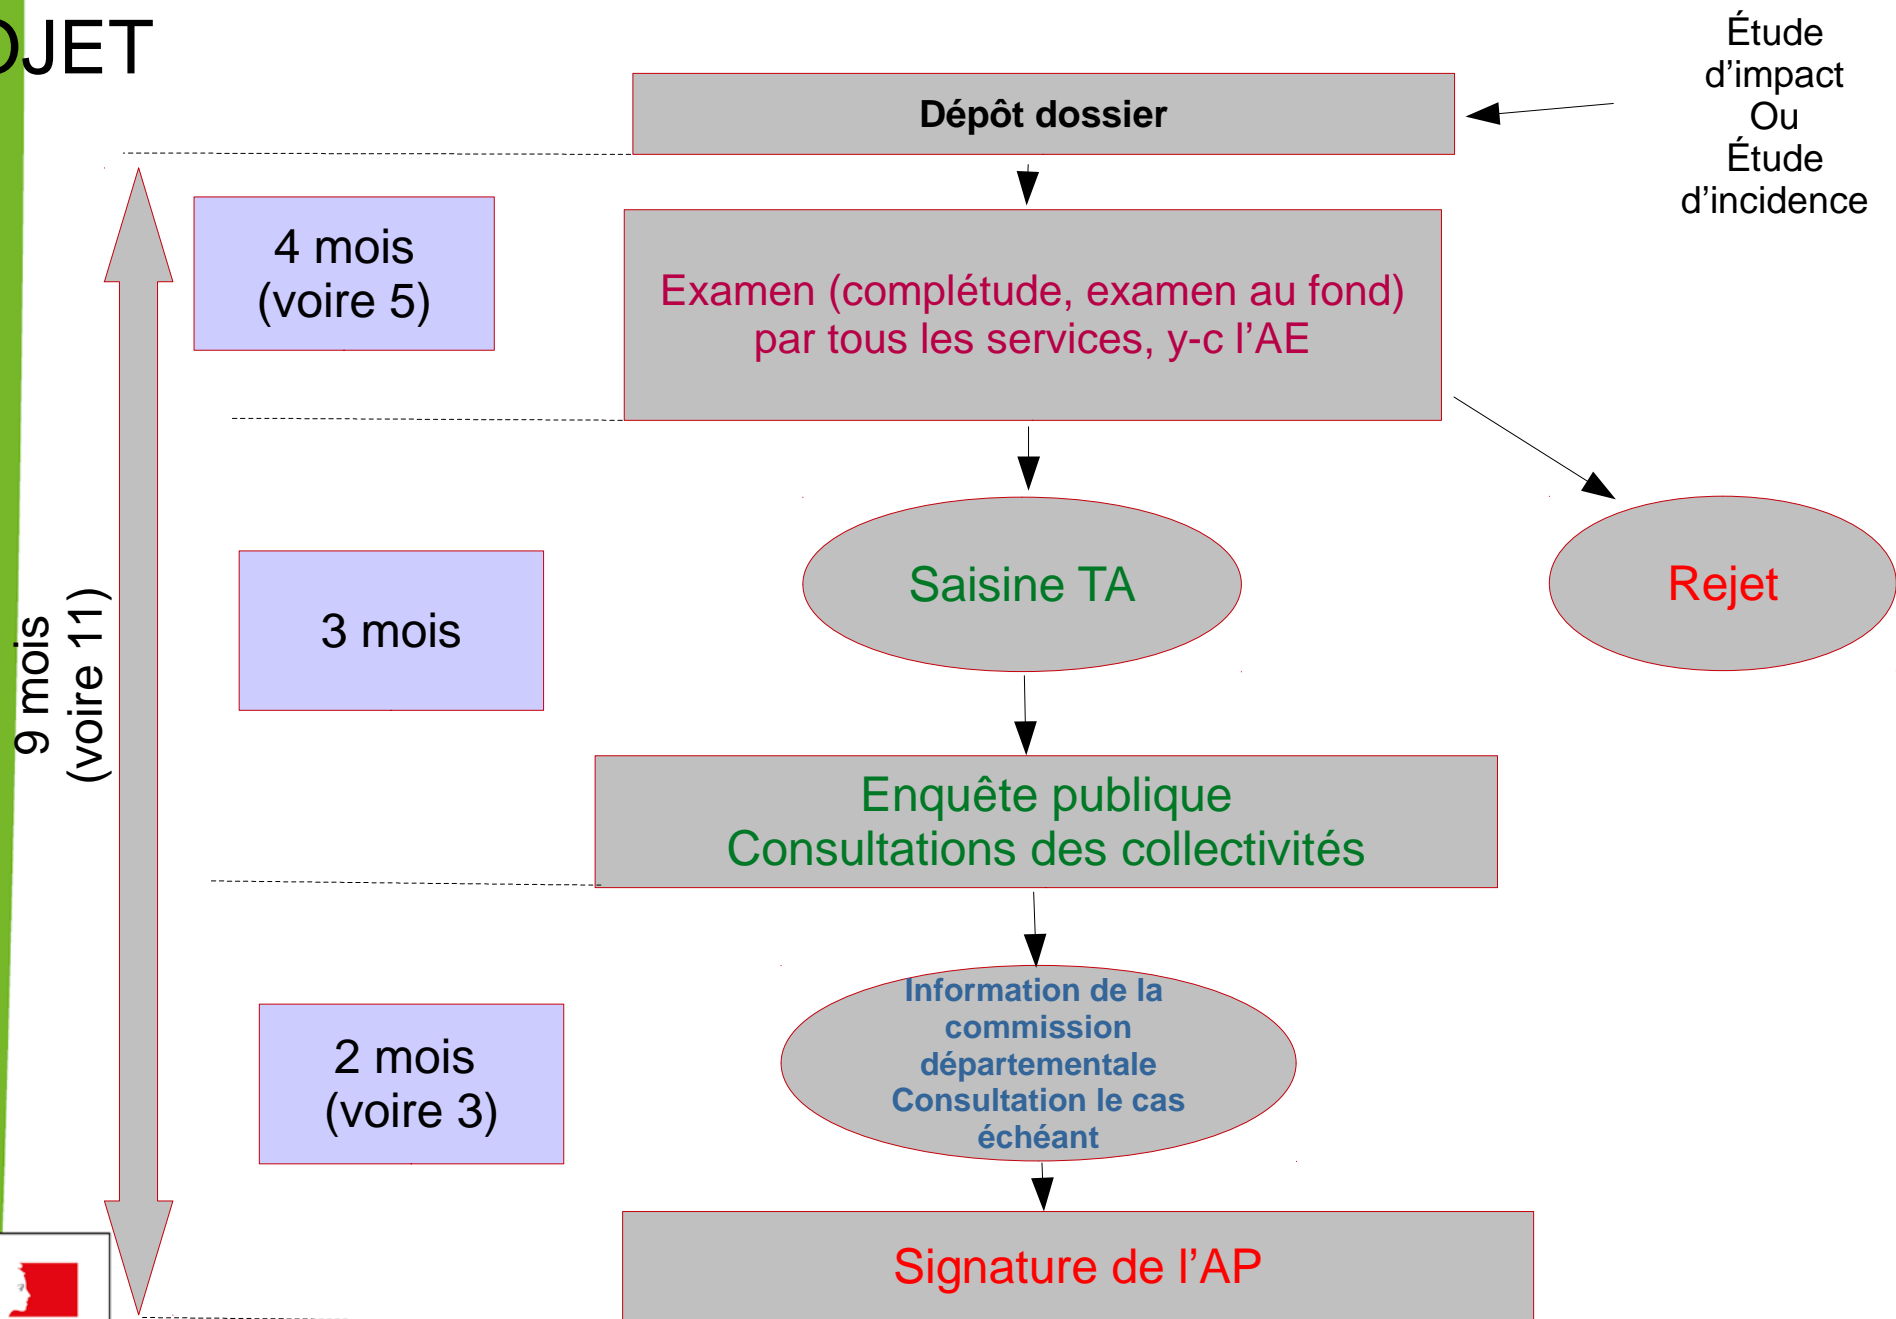 OJET
Étude
d'impact
Ou
Étude
d'incidence
Dépôt dossier
4 mois
(voire 5)
Examen (complétude, examen au fond)
par tous les services, y-c l'AE
Saisine TA
Rejet
3 mois
9 mois
(voire 11)
Enquête publique
Consultations des collectivités
2 mois
(voire 3)
Information de la
commission
départementale
Consultation le cas
échéant
Signature de l'AP